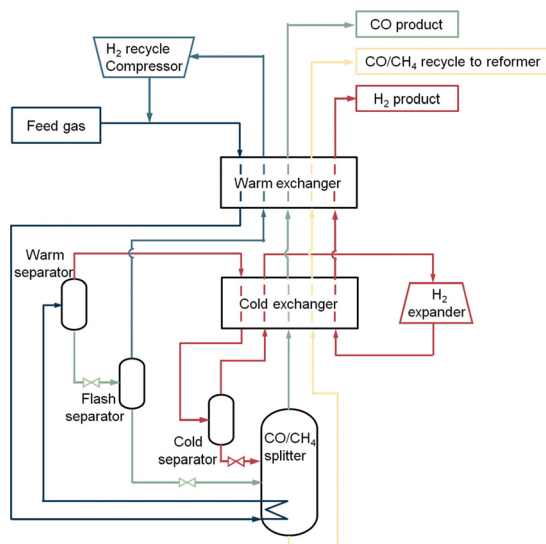 H2 recycle
Compressor
CO product
CO/CH4 recycle to reformer
H2 product
Feed gas
Warm exchanger
Warm
separator
Cold exchanger
H2
expander
Flash
separator
Cold
separator
CO/CH4
splitter